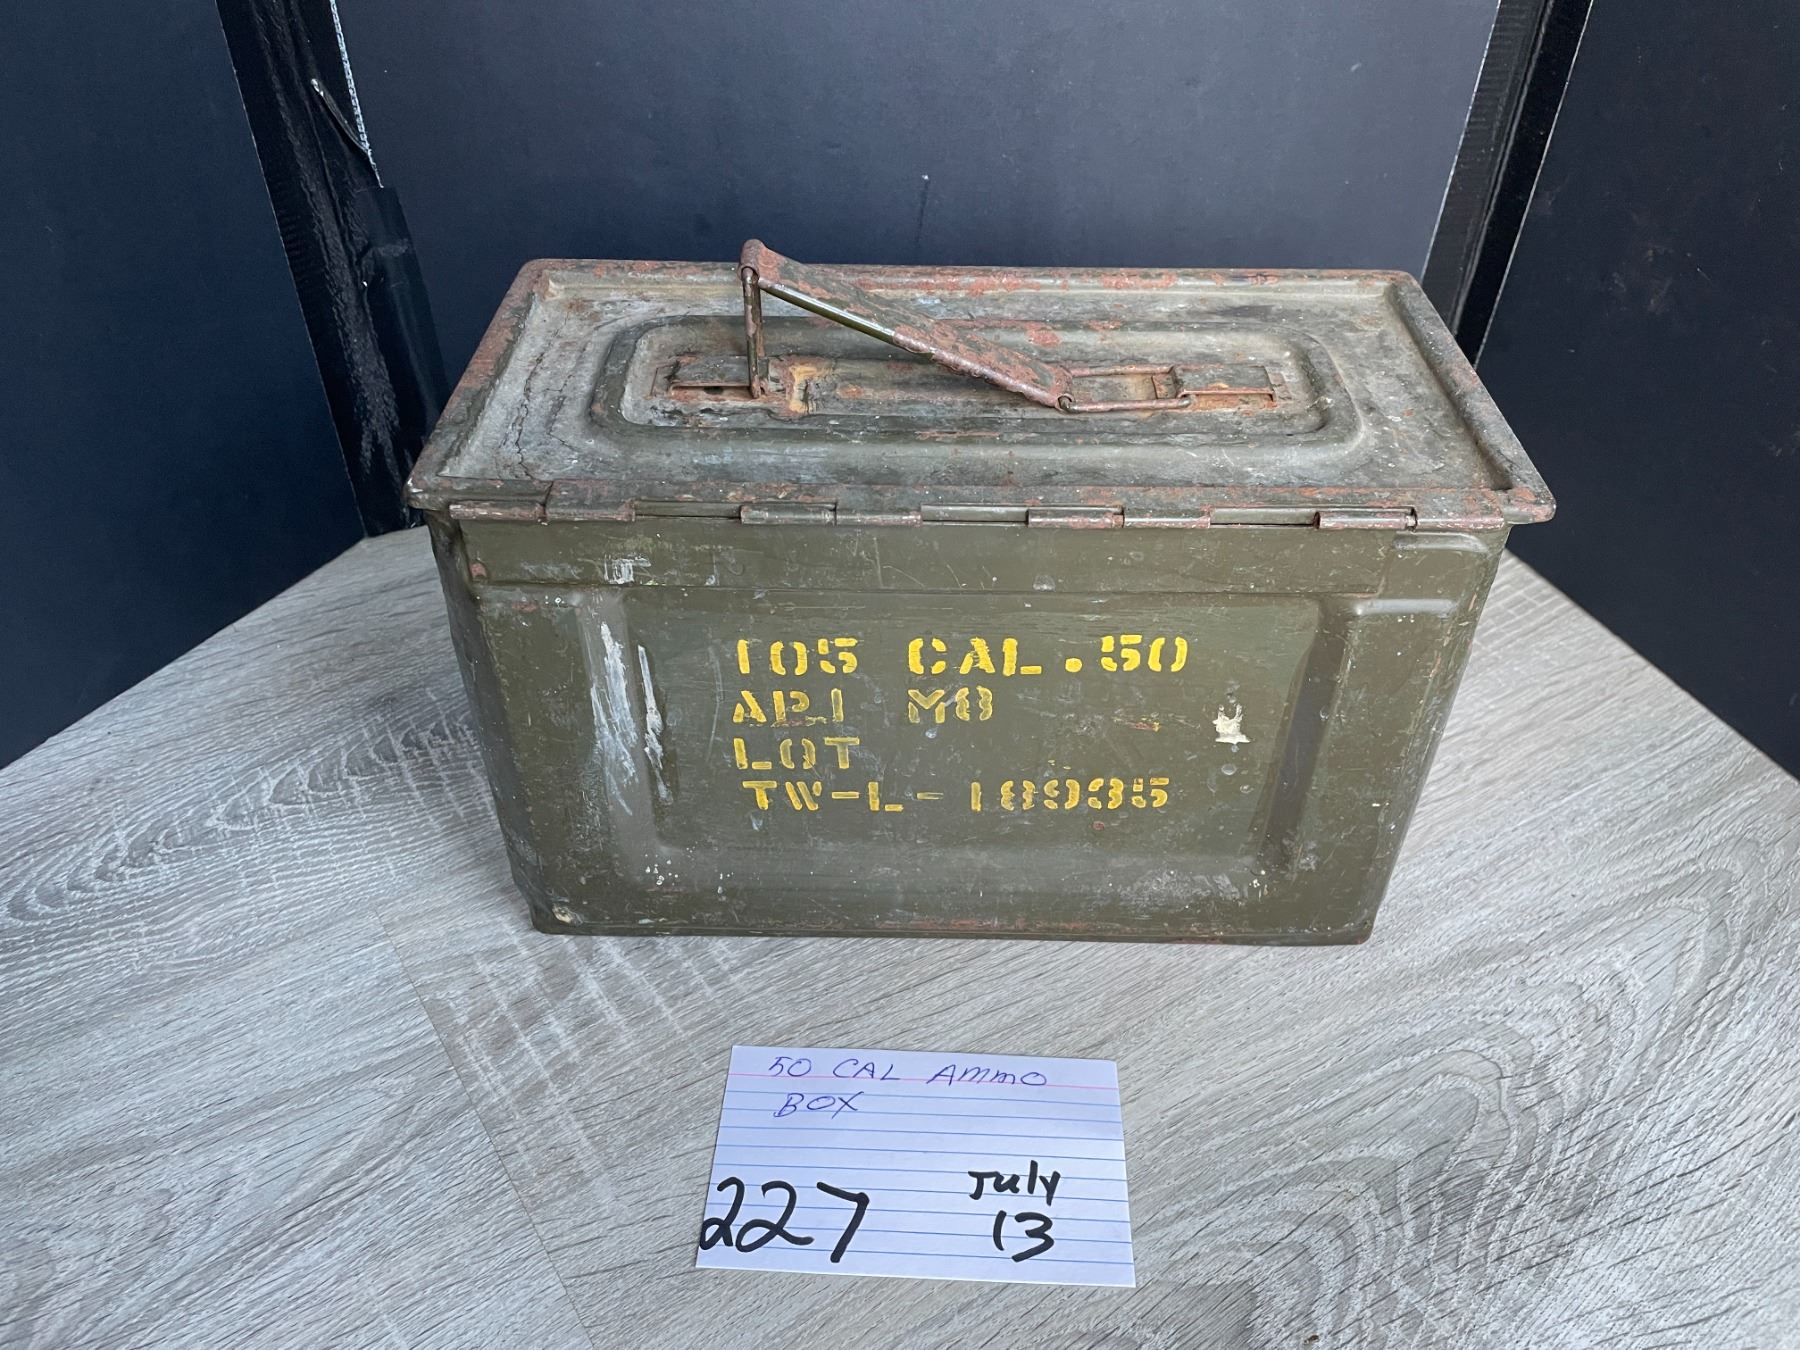 105 CAL. 50
API M8
LOT
TW-L-18935
50 CAL AMMO
BOX
227
July
13